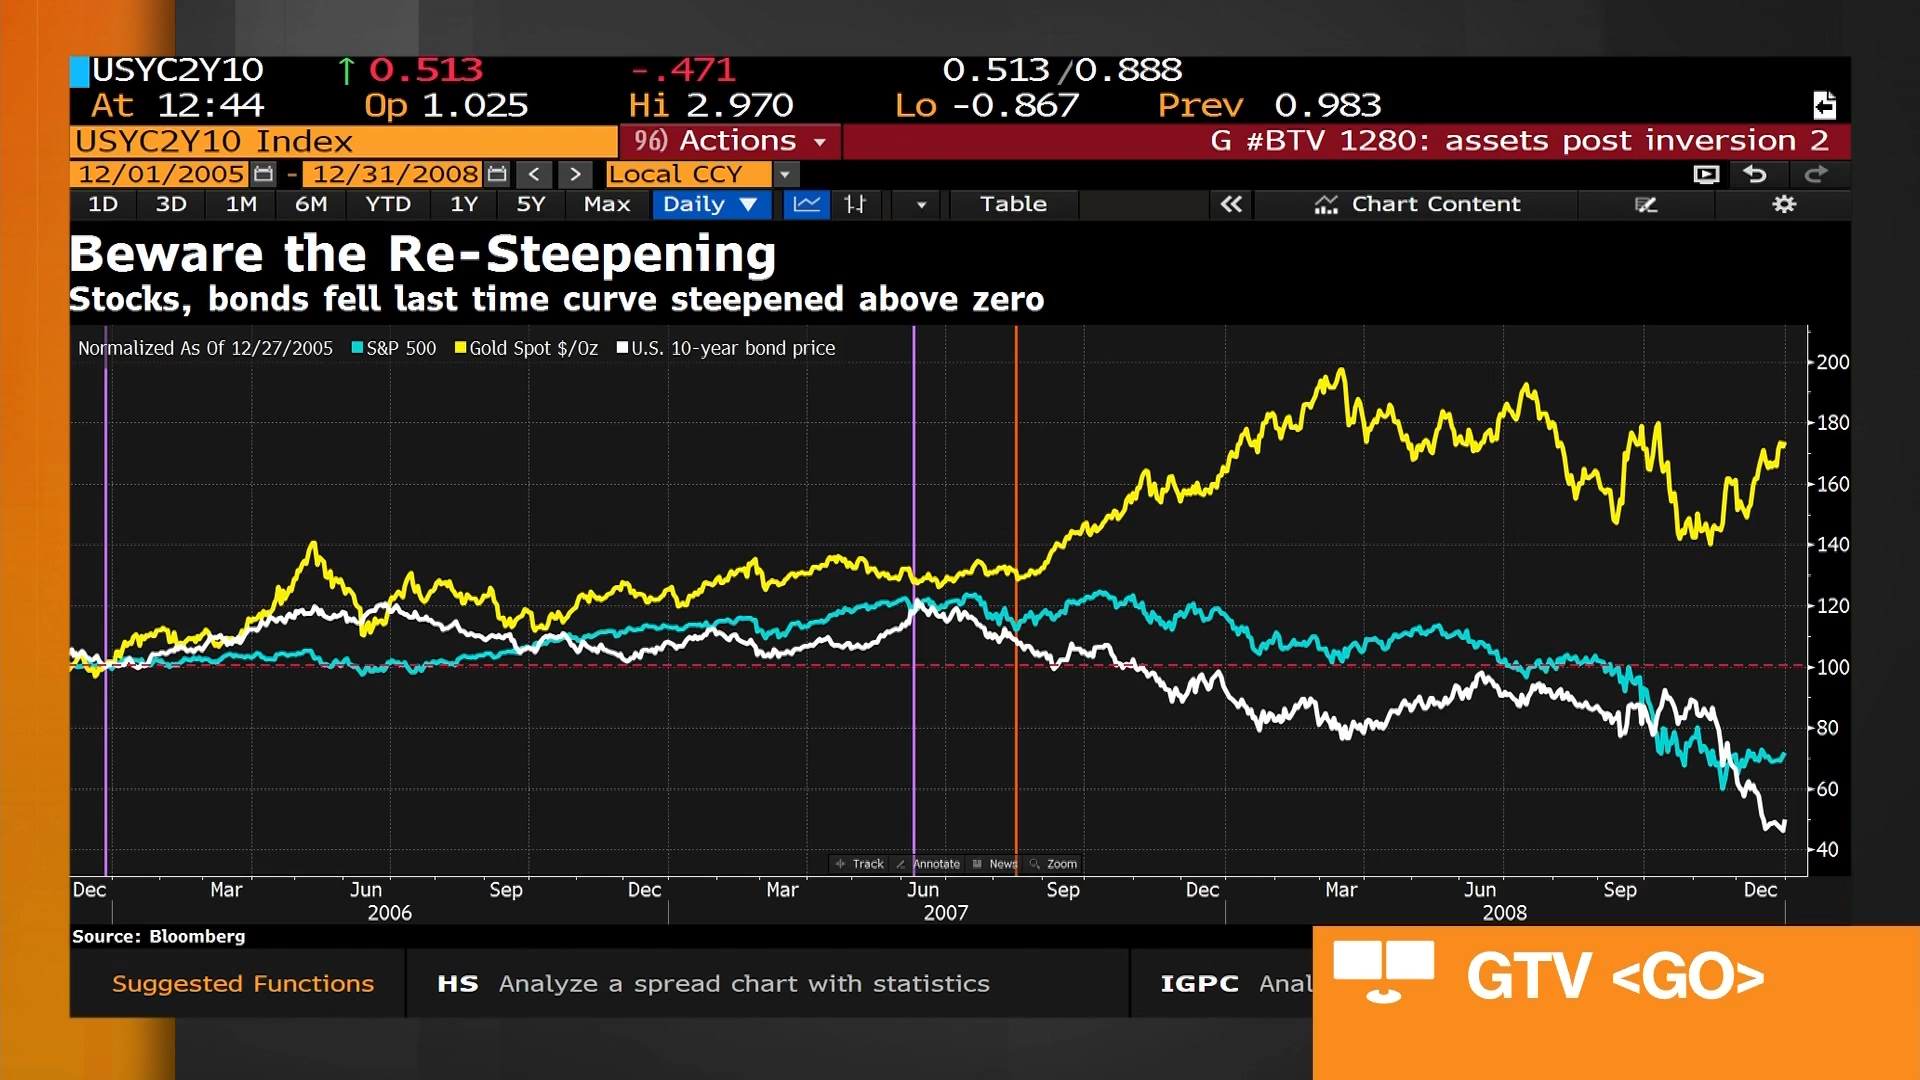 USYC2Y10 ↑ 0.513 -.471 0.513/0.888
At 12:44 Op 1.025 Hi 2.970 Lo -0.867 Prev 0.983
USYC2Y10 Index 96) Actions G #BTV 1280: assets post inversion 2
12/01/2005 - 12/31/2008 < > Local CCY
1D 3D 1M 6M YTD 1Y 5Y Max Daily ▼ Table « Chart Content
Beware the Re-Steepening
Stocks, bonds fell last time curve steepened above zero
Normalized As Of 12/27/2005 S&P 500 Gold Spot $/Oz U.S. 10-year bond price
200
180
160
140
120
100
80
60
40
Track Annotate News Zoom
Dec Mar Jun Sep Dec Mar Jun Sep Dec Mar Jun Sep Dec
2006 2007 2008
Source: Bloomberg
Suggested Functions HS Analyze a spread chart with statistics IGPC Anal
GTV <GO>